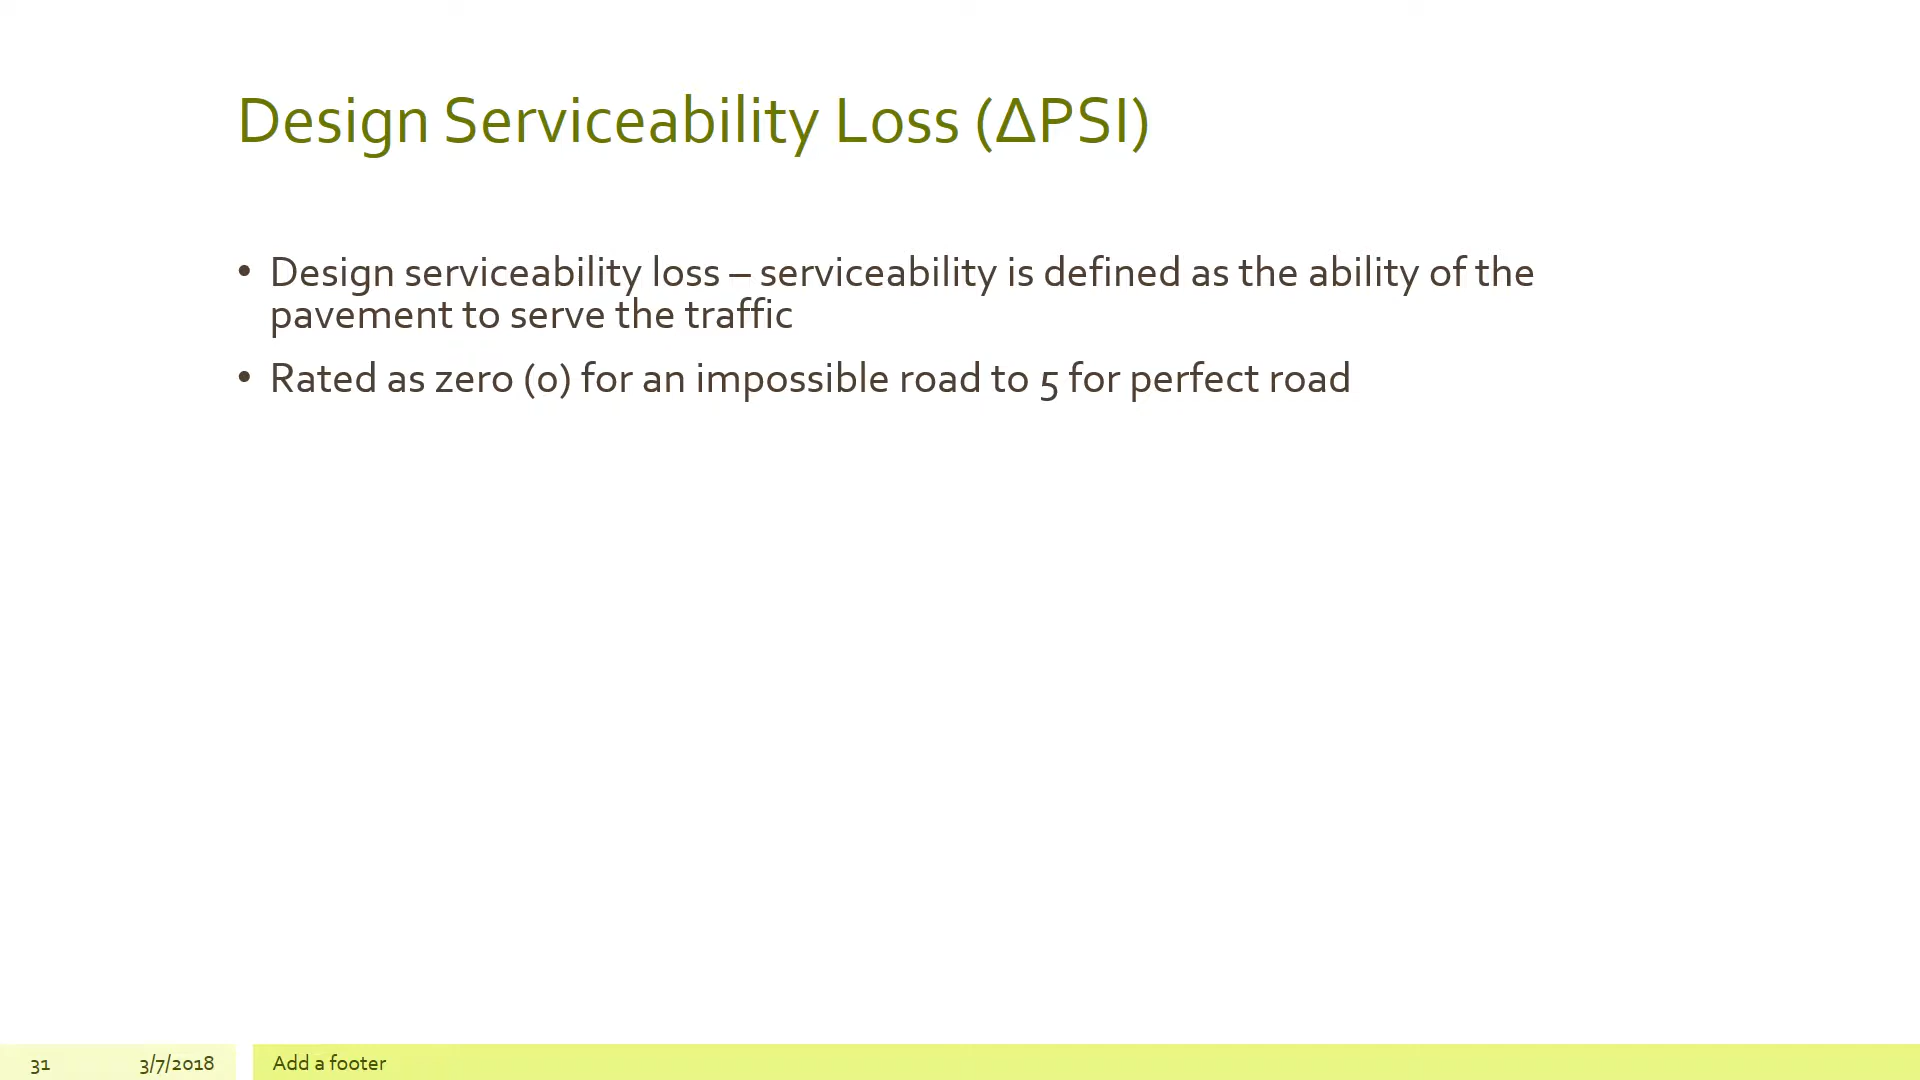 Design Serviceability Loss (ΔPSI)
• Design serviceability loss – serviceability is defined as the ability of the
pavement to serve the traffic
• Rated as zero (0) for an impossible road to 5 for perfect road
31 3/7/2018 Add a footer